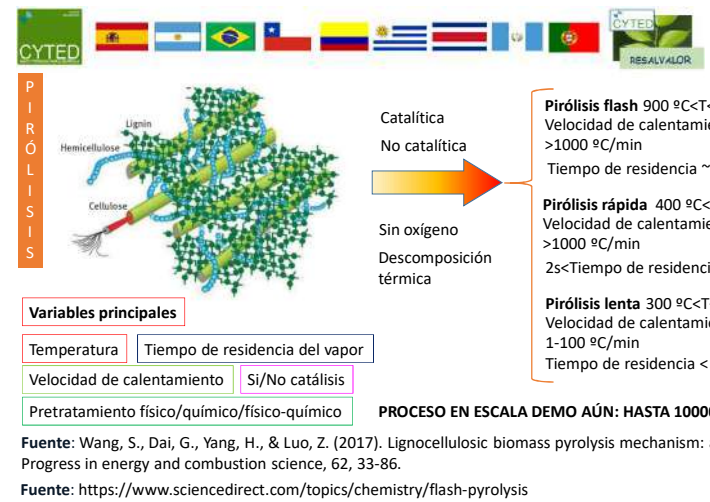 CYTED
CYTED
RESALVALOR
PIRÓLISIS
Lignin
Hemicellulose
Cellulose
Catalítica
No catalítica
Sin oxígeno
Descomposición
térmica
Pirólisis flash 900 ºC<T<
Velocidad de calentamie
>1000 ºC/min
Tiempo de residencia ~
Pirólisis rápida 400 ºC<
Velocidad de calentamie
>1000 ºC/min
2s<Tiempo de residenci
Pirólisis lenta 300 ºC<T
Velocidad de calentamie
1-100 ºC/min
Tiempo de residencia <
Variables principales
Temperatura
Tiempo de residencia del vapor
Velocidad de calentamiento
Si/No catálisis
Pretratamiento físico/químico/físico-químico
PROCESO EN ESCALA DEMO AÚN: HASTA 10000
Fuente: Wang, S., Dai, G., Yang, H., & Luo, Z. (2017). Lignocellulosic biomass pyrolysis mechanism:
Progress in energy and combustion science, 62, 33-86.
Fuente: https://www.sciencedirect.com/topics/chemistry/flash-pyrolysis